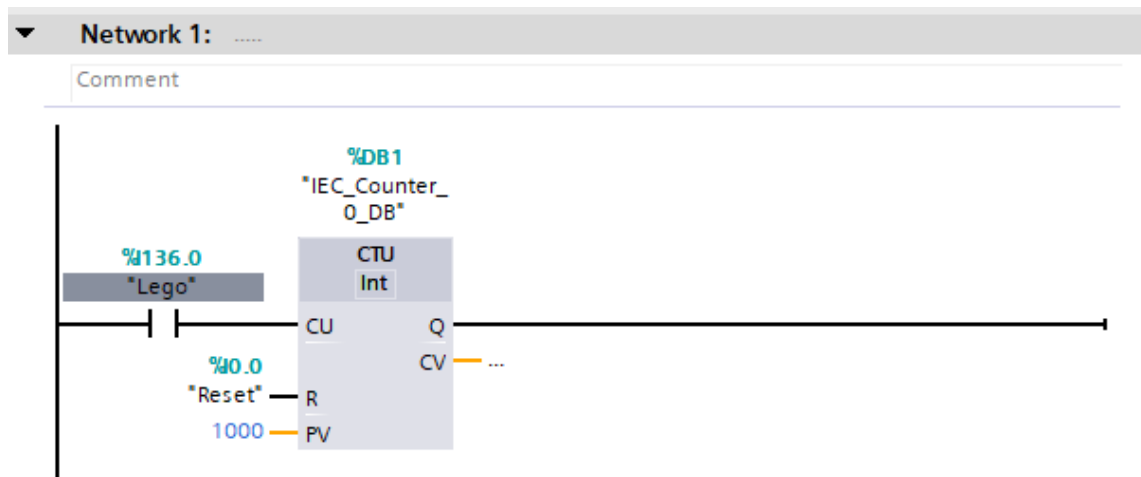 Network 1: .....
Comment
%DB1
"IEC_Counter_
0_DB"
%I136.0
"Lego"
CTU
Int
CU
Q
CV
...
%I0.0
"Reset"
R
1000
PV